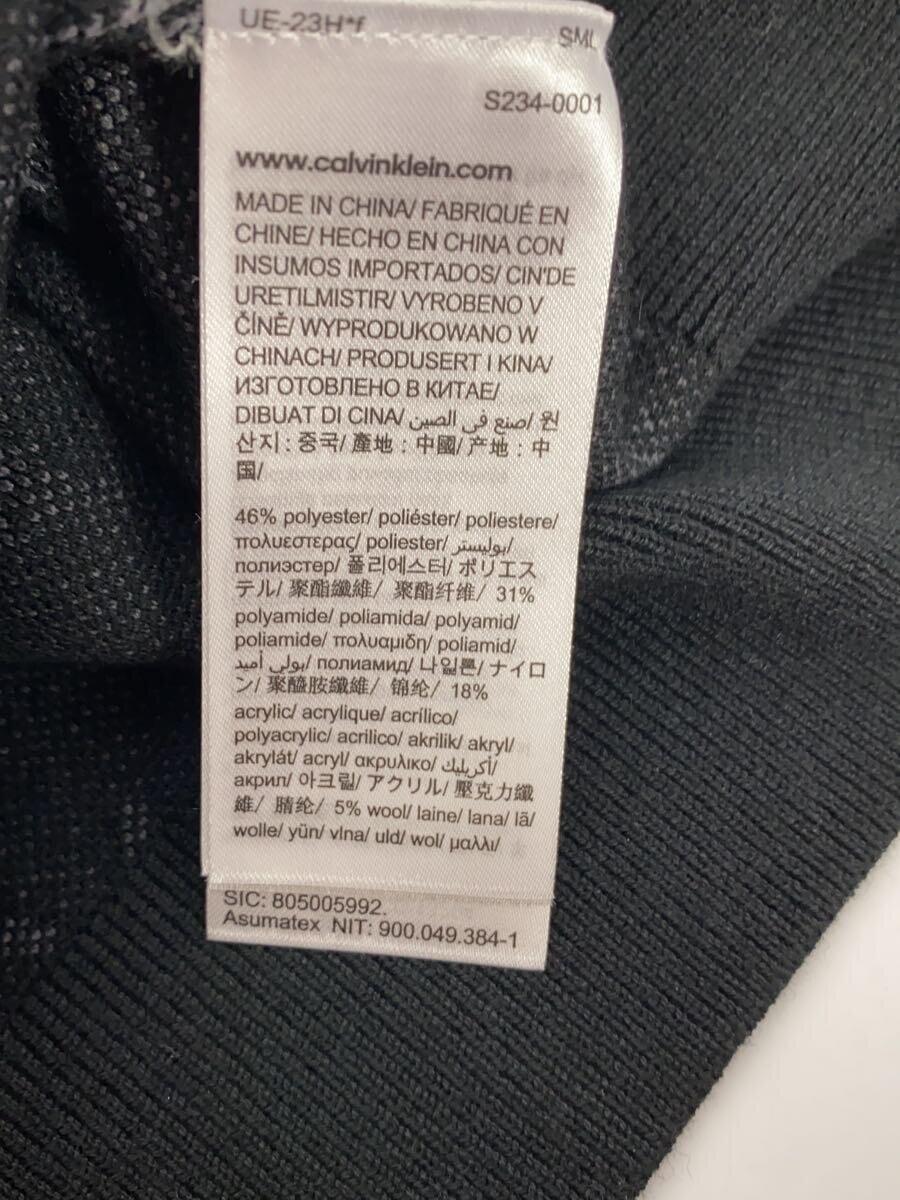 UE-23H*f
SML
S234-0001
www.calvinklein.com
MADE IN CHINA/ FABRIQUÉ EN
CHINE/ HECHO EN CHINA CON
INSUMOS IMPORTADOS/ CIN'DE
URETILMISTIR/ VYROBENO V
ČÍNĚ/ WYPRODUKOWANO W
CHINACH/ PRODUSERT I KINA/
ИЗГОТОВЛЕНО В КИТАЕ/
DIBUAT DI CINA/ صنع في الصين/ 원
산지 : 중국/ 產地 : 中國/ 产地 : 中
国/
46% polyester/ poliéster/ poliestere/
πολυεστερας/ poliester/ بوليستر/
полиэстер/ 폴리에스터/ ポリエス
テル/ 聚酯纖維/ 聚酯纤维/ 31%
polyamide/ poliamida/ polyamid/
poliamide/ πολυαμιδη/ poliamid/
بولي أميد/ полиамид/ 나일론/ ナイロ
ン/ 聚醯胺纖維/ 锦纶/ 18%
acrylic/ acrylique/ acrílico/
polyacrylic/ acrilico/ akrilik/ akryl/
akrylát/ acryl/ ακρυλικο/ أكريليك/
акрил/ 아크릴/ アクリル/ 壓克力纖
維/ 腈纶/ 5% wool/ laine/ lana/ lã/
wolle/ yün/ vlna/ uld/ wol/ μαλλι/
SIC: 805005992.
Asumatex NIT: 900.049.384-1